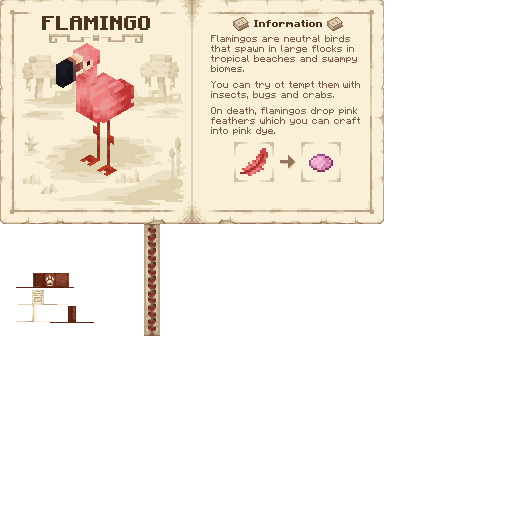 FLAMINGO
Information
Flamingos are neutral birds
that spawn in large flocks in
tropical beaches and swampy
biomes.
You can try ot tempt them with
insects, bugs and crabs.
On death, flamingos drop pink
feathers which you can craft
into pink dye.